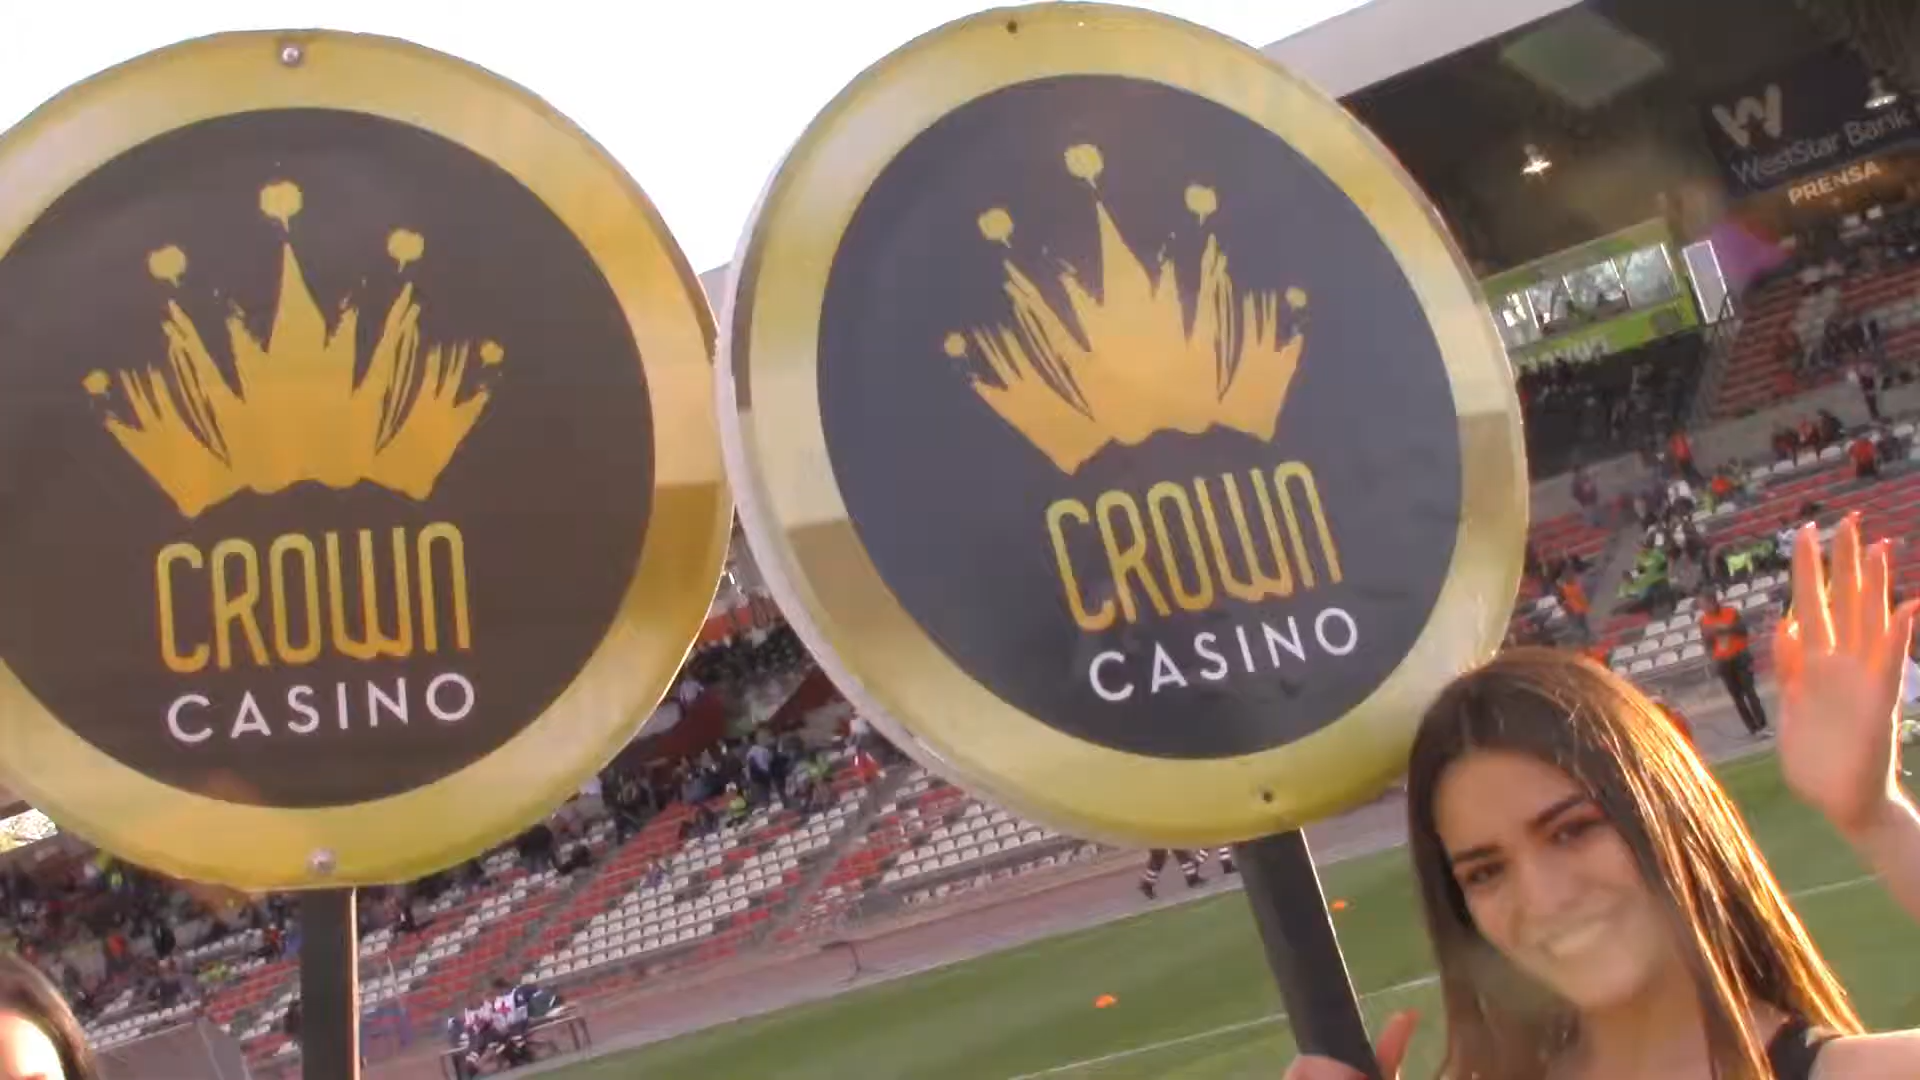 CROWN
CASINO
CROWN
CASINO
WestStar Bank
PRENSA